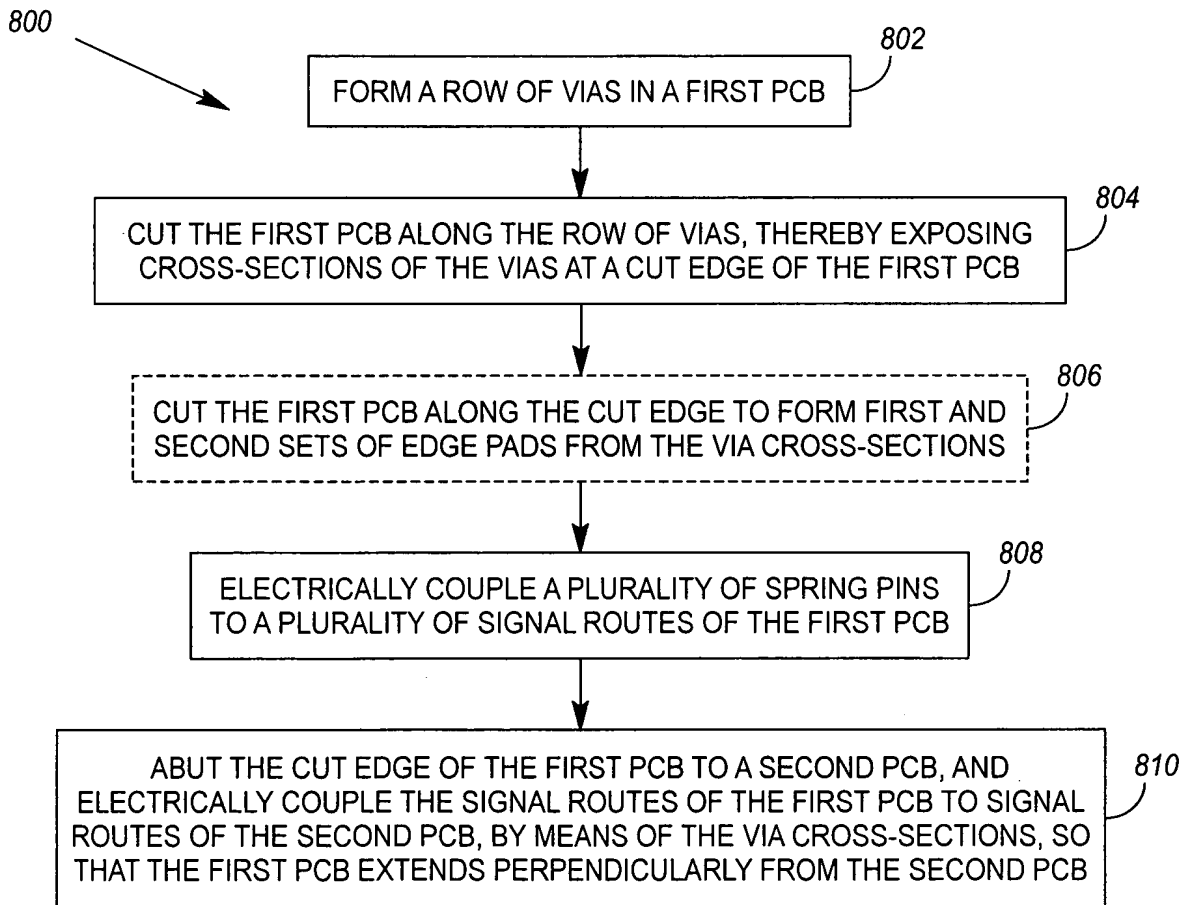 800
802
FORM A ROW OF VIAS IN A FIRST PCB
804
CUT THE FIRST PCB ALONG THE ROW OF VIAS, THEREBY EXPOSING
CROSS-SECTIONS OF THE VIAS AT A CUT EDGE OF THE FIRST PCB
806
CUT THE FIRST PCB ALONG THE CUT EDGE TO FORM FIRST AND
SECOND SETS OF EDGE PADS FROM THE VIA CROSS-SECTIONS
808
ELECTRICALLY COUPLE A PLURALITY OF SPRING PINS
TO A PLURALITY OF SIGNAL ROUTES OF THE FIRST PCB
810
ABUT THE CUT EDGE OF THE FIRST PCB TO A SECOND PCB, AND
ELECTRICALLY COUPLE THE SIGNAL ROUTES OF THE FIRST PCB TO SIGNAL
ROUTES OF THE SECOND PCB, BY MEANS OF THE VIA CROSS-SECTIONS, SO
THAT THE FIRST PCB EXTENDS PERPENDICULARLY FROM THE SECOND PCB